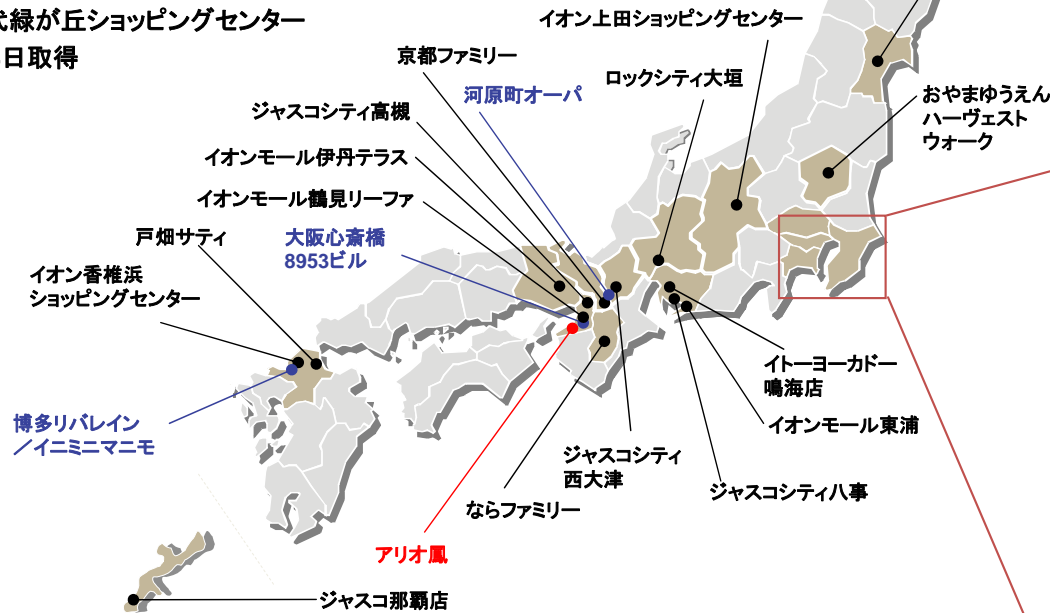 代緑が丘ショッピングセンター
日取得
イオン上田ショッピングセンター
京都ファミリー
ロックシティ大垣
河原町オーパ
おやまゆうえん
ハーヴェスト
ウォーク
ジャスコシティ高槻
イオンモール伊丹テラス
イオンモール鶴見リーファ
戸畑サティ
大阪心斎橋
8953ビル
イオン香椎浜
ショッピングセンター
イトーヨーカドー
鳴海店
博多リバレイン
／イニミニマニモ
イオンモール東浦
ジャスコシティ
西大津
ジャスコシティ八事
ならファミリー
アリオ鳳
ジャスコ那覇店